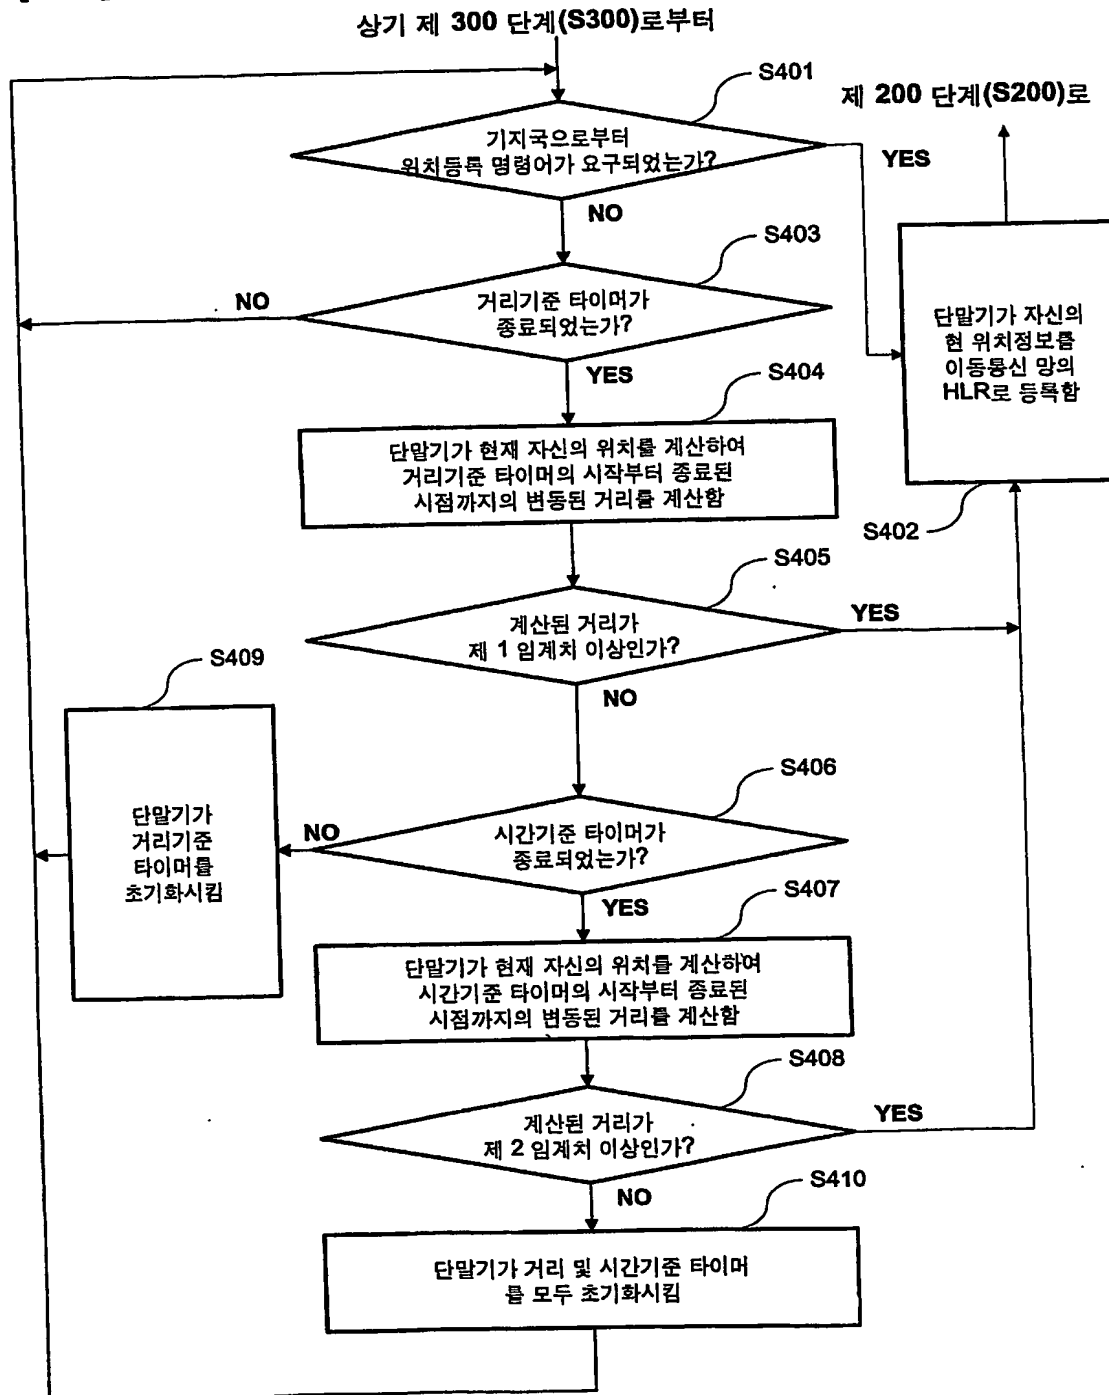 상기 제 300 단계(S300)로부터
S401
제 200 단계(S200)로
기지국으로부터
위치등록 명령어가 요구되었는가?
YES
NO
S403
거리기준 타이머가
종료되었는가?
NO
YES
단말기가 자신의
현 위치정보를
이동통신 망의
HLR로 등록함
S402
S404
단말기가 현재 자신의 위치를 계산하여
거리기준 타이머의 시작부터 종료된
시점까지의 변동된 거리를 계산함
S405
계산된 거리가
제 1 임계치 이상인가?
YES
NO
S409
단말기가
거리기준
타이머를
초기화시킴
S406
시간기준 타이머가
종료되었는가?
NO
YES
S407
단말기가 현재 자신의 위치를 계산하여
시간기준 타이머의 시작부터 종료된
시점까지의 변동된 거리를 계산함
S408
계산된 거리가
제 2 임계치 이상인가?
YES
NO
S410
단말기가 거리 및 시간기준 타이머
를 모두 초기화시킴